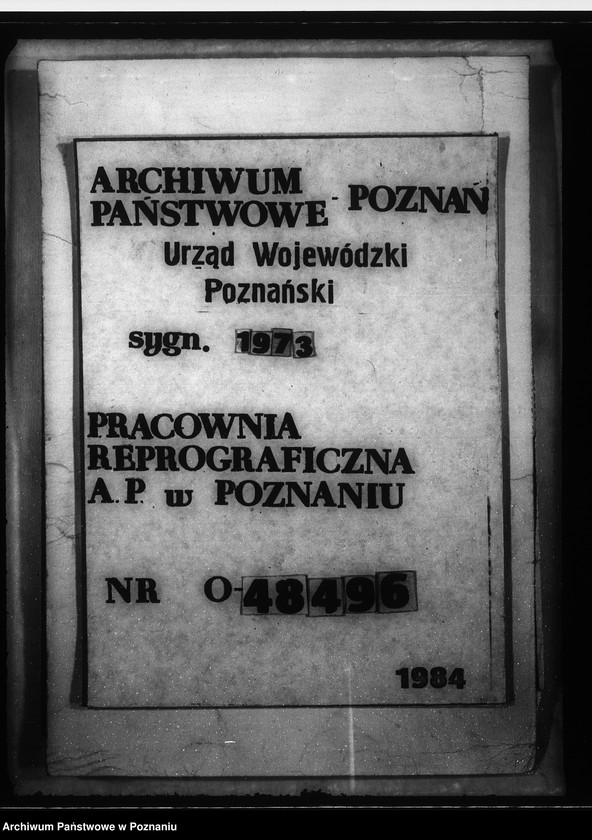 ARCHIWUM
PAŃSTWOWE - POZNAŃ
Urząd Wojewódzki
Poznański
sygn. 1973
PRACOWNIA
REPROGRAFICZNA
A.P. w POZNANIU
NR O-48496
1984
Archiwum Państwowe w Poznaniu